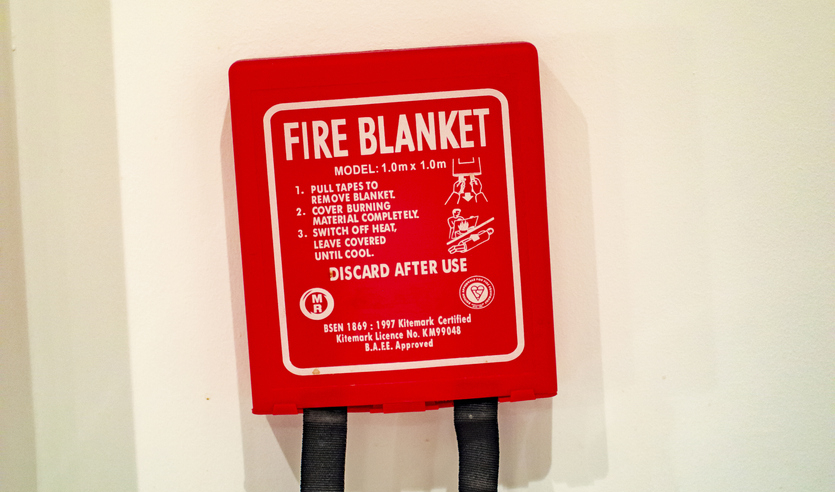 FIRE BLANKET
MODEL: 1.0m x 1.0m
1. PULL TAPES TO
REMOVE BLANKET.
2. COVER BURNING
MATERIAL COMPLETELY.
3. SWITCH OFF HEAT,
LEAVE COVERED
UNTIL COOL.
DISCARD AFTER USE
M
R
BSEN 1869 : 1997 Kitemark Certified
Kitemark Licence No. KM99048
B.A.F.E. Approved